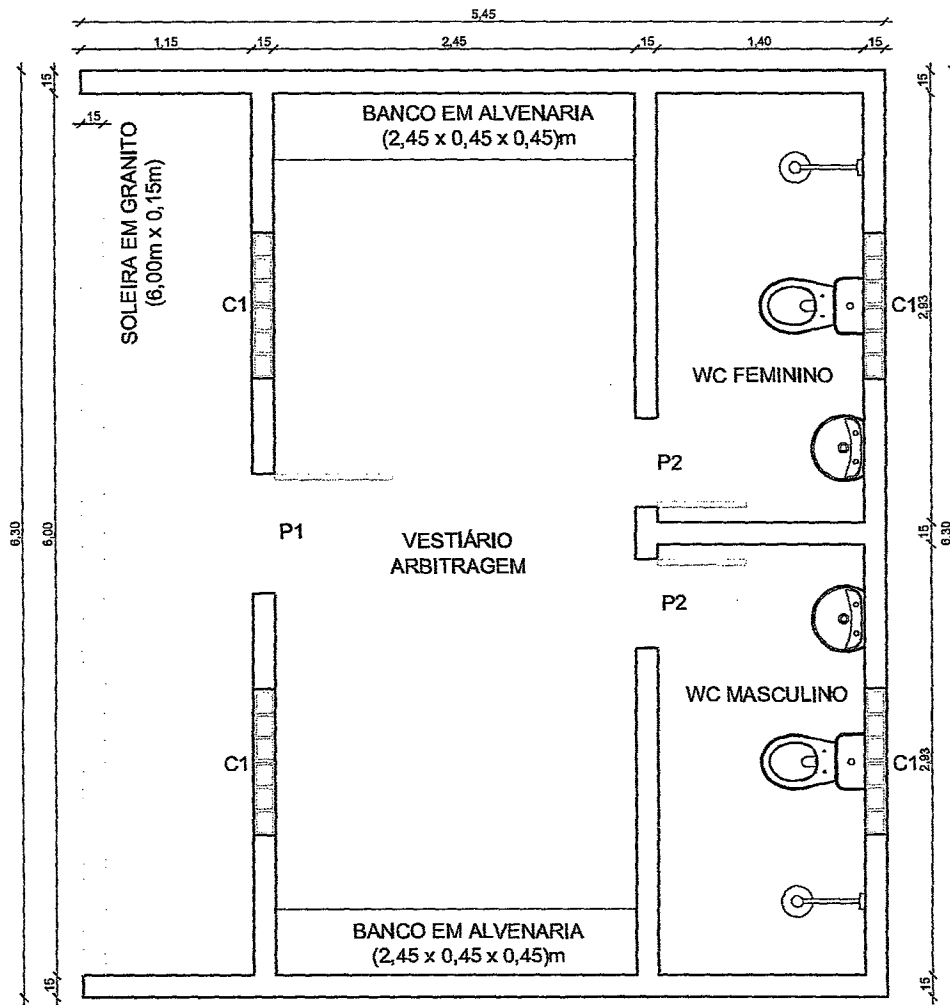 5,45
1,15 15 2,45 15 1,40 15
15 15
15
BANCO EM ALVENARIA
(2,45 x 0,45 x 0,45)m
SOLEIRA EM GRANITO
(6,00m x 0,15m)
C1 C1
2,93
WC FEMININO
P2
P1
VESTIÁRIO
ARBITRAGEM
6,30 6,00 15 6,30
P2
WC MASCULINO
C1 C1
2,93
BANCO EM ALVENARIA
(2,45 x 0,45 x 0,45)m
15 15